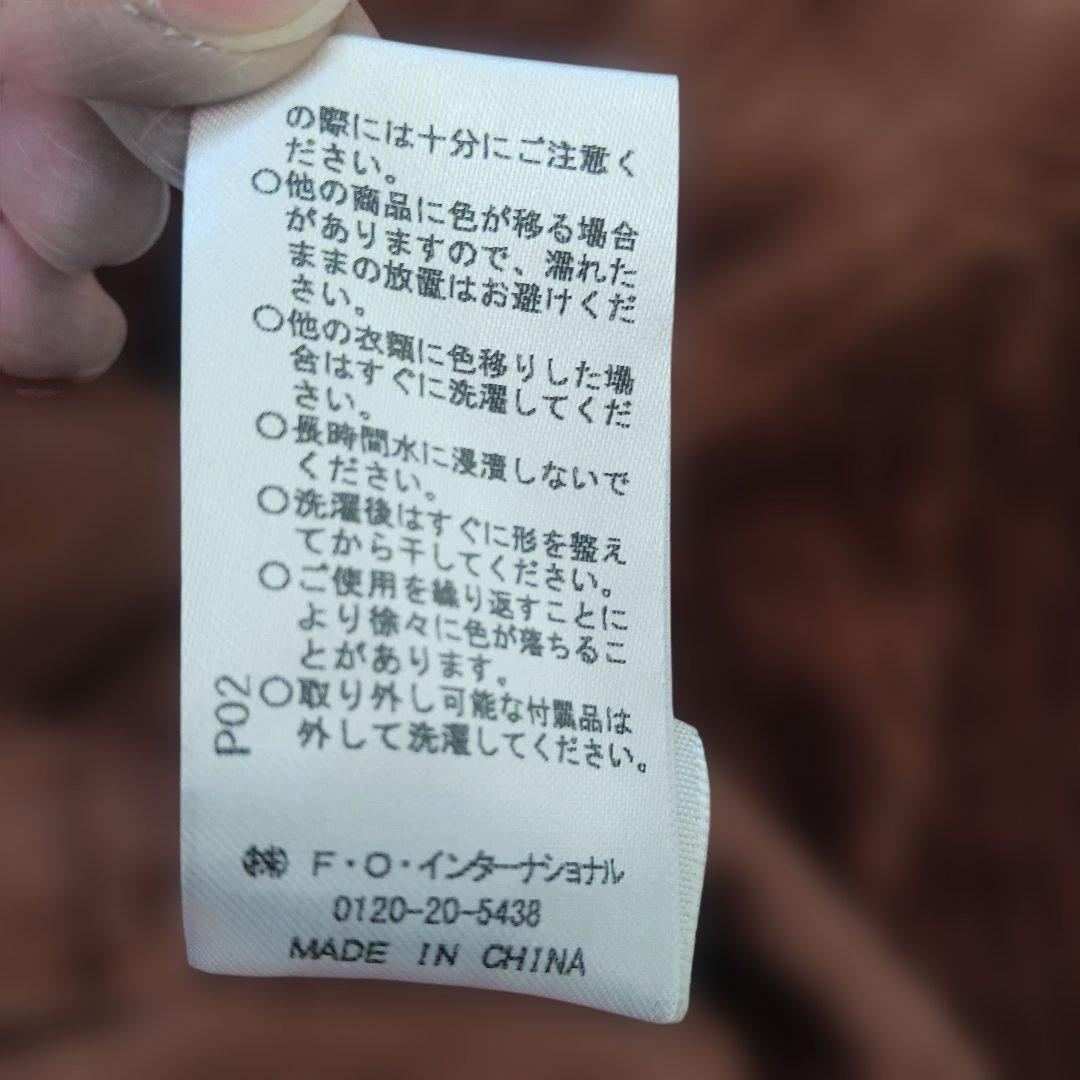 の際には十分にご注意く
ださい。
○他の商品に色が移る場合
がありますので、濡れた
ままの放置はお避けくだ
さい。
○他の衣類に色移りした場
合はすぐに洗濯してくだ
さい。
○長時間水に浸漬しないで
ください。
○洗濯後はすぐに形を整え
てから干してください。
○ご使用を繰り返すことに
より徐々に色が落ちるこ
とがあります。
○取り外し可能な付属品は
外して洗濯してください。
P02
㈱ F・O・インターナショナル
0120-20-5438
MADE IN CHINA